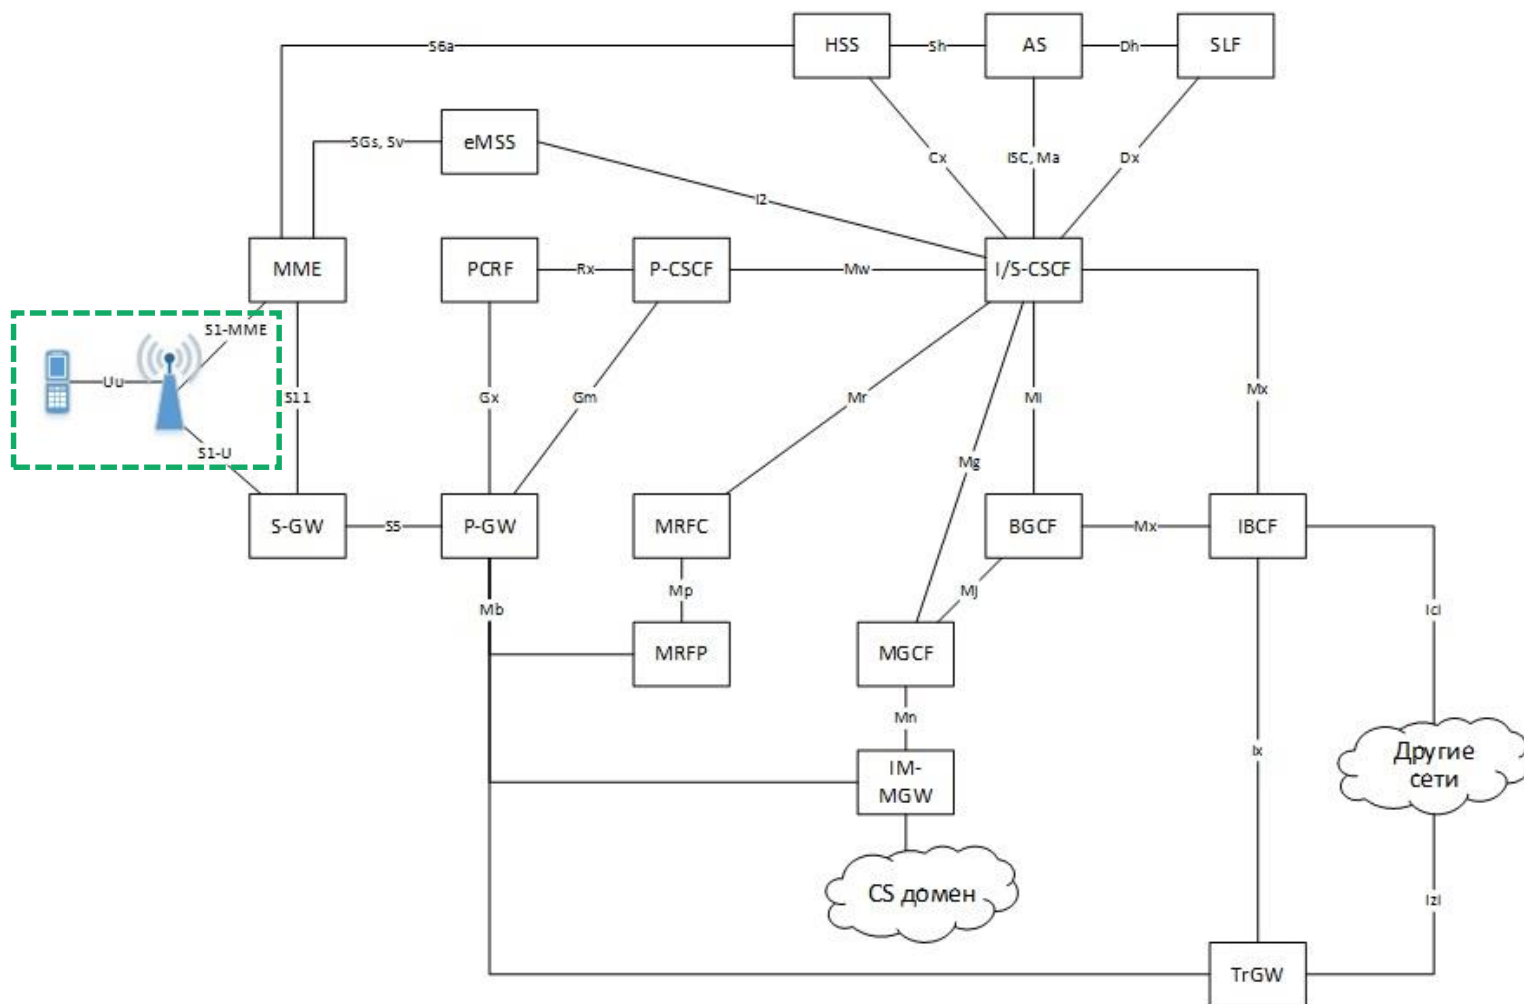 S6a
HSS
Sh
AS
Dh
SLF
SGs, Sv
eMSS
Cx
ISC, Ma
Dx
I2
MME
PCRF
Rx
P-CSCF
Mw
I/S-CSCF
S1-MME
Uu
S11
Gx
Gm
Mr
Mi
Mx
S1-U
Mg
S-GW
S5
P-GW
MRFC
BGCF
Mx
IBCF
Mb
Mp
Mj
Ici
MRFP
MGCF
Mn
Ix
Другие
сети
IM-
MGW
CS домен
Izi
TrGW